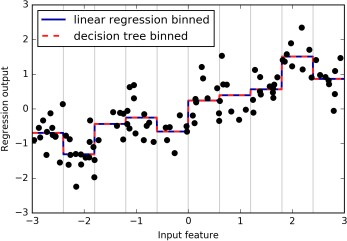 3
linear regression binned
decision tree binned
2
1
0
−1
−2
−3
Regression output
−3 −2 −1 0 1 2 3
Input feature